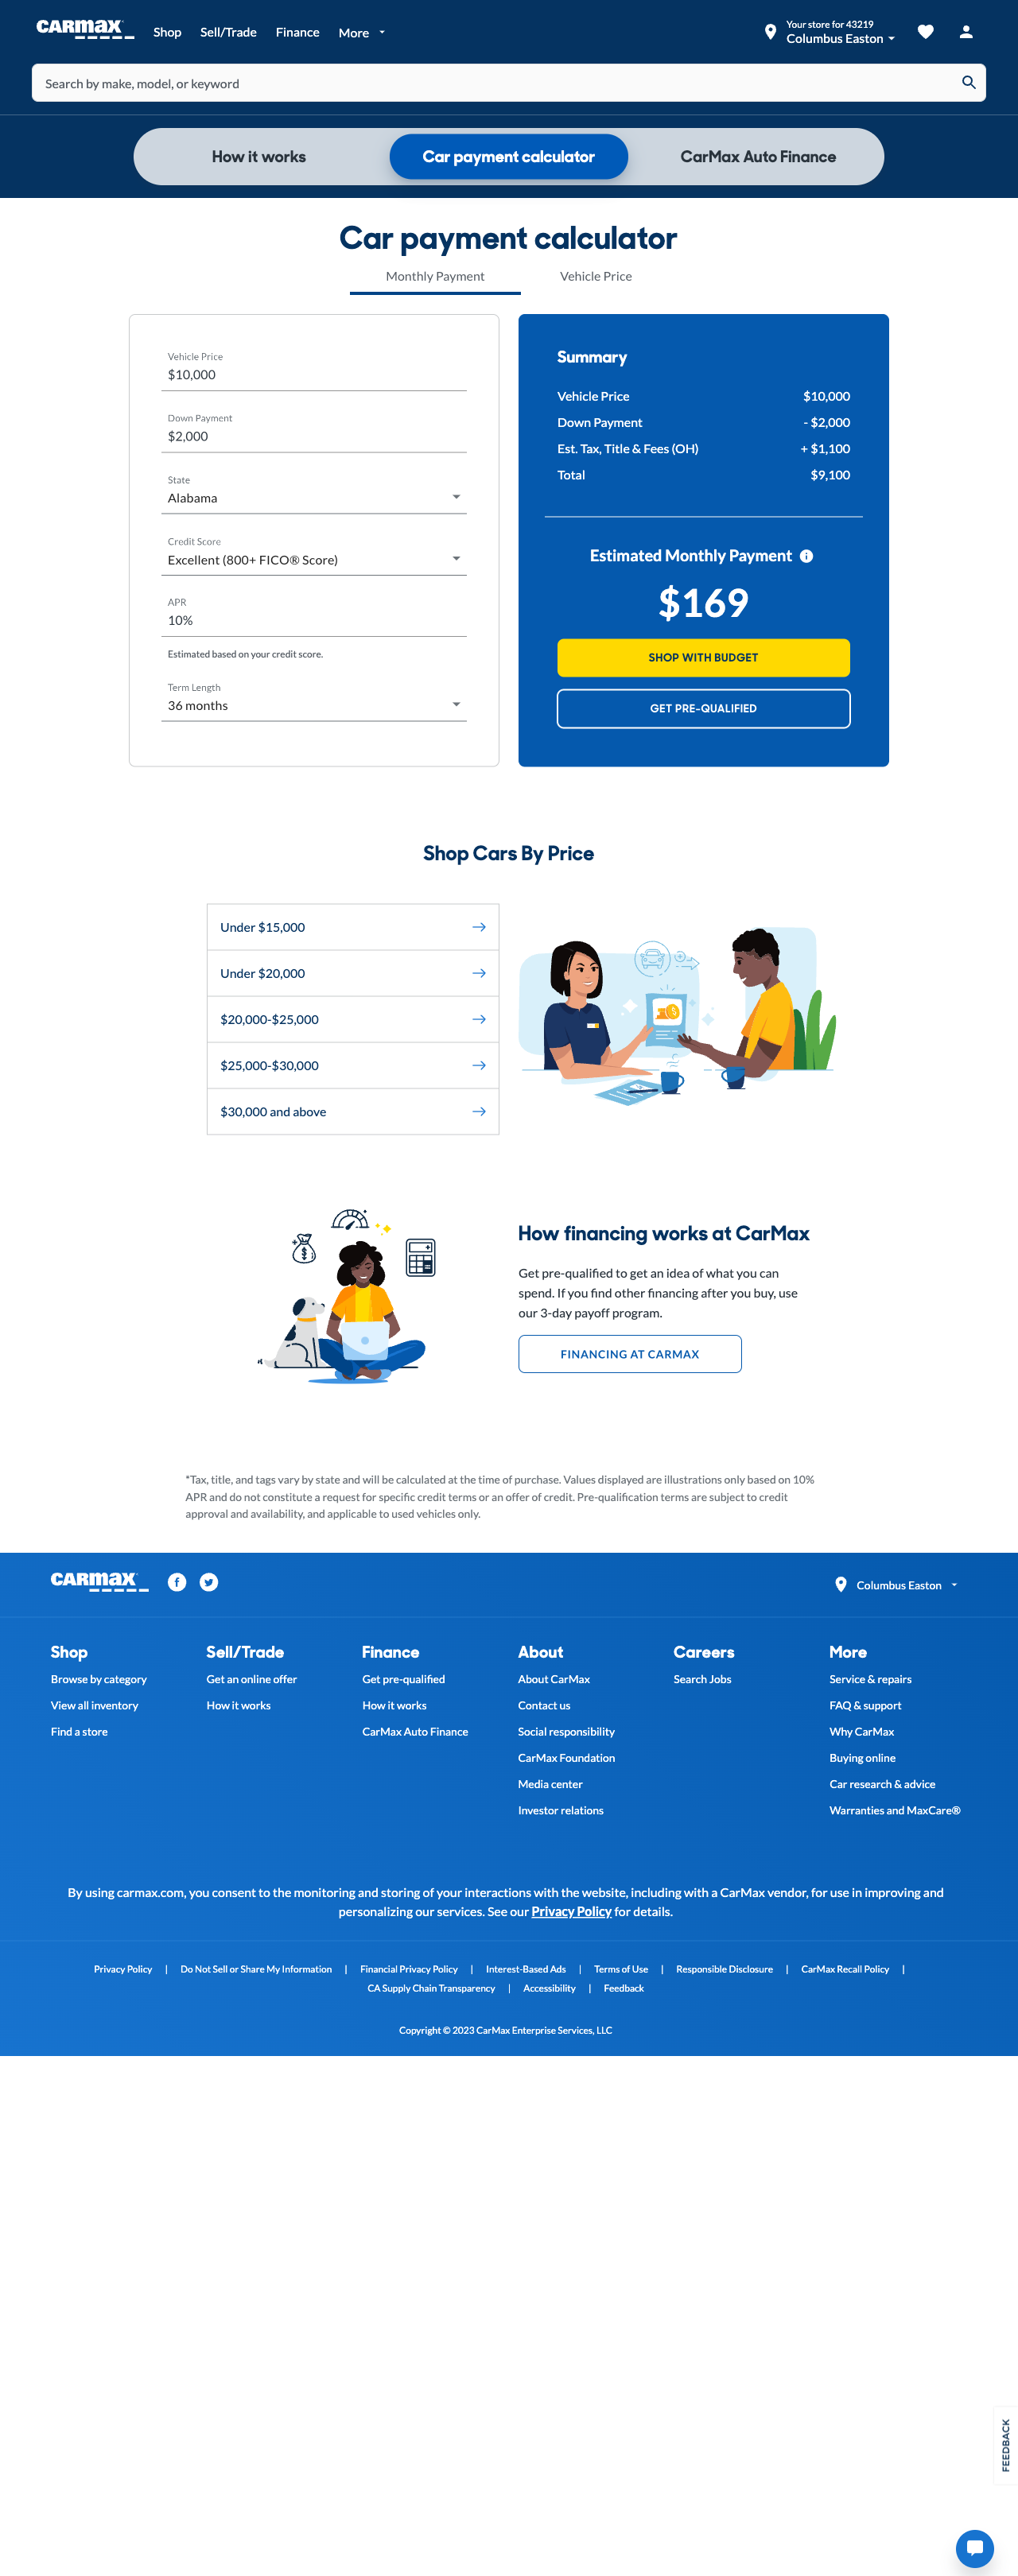 CARMAX
Shop
Sell/Trade
Finance
More
Your store for 43219
Columbus Easton
Search by make, model, or keyword
How it works
Car payment calculator
CarMax Auto Finance
Car payment calculator
Monthly Payment
Vehicle Price
Vehicle Price
$10,000
Down Payment
$2,000
State
Alabama
Credit Score
Excellent (800+ FICO® Score)
APR
10%
Estimated based on your credit score.
Term Length
36 months
Summary
Vehicle Price $10,000
Down Payment - $2,000
Est. Tax, Title & Fees (OH) + $1,100
Total $9,100
Estimated Monthly Payment
$169
SHOP WITH BUDGET
GET PRE-QUALIFIED
Shop Cars By Price
Under $15,000
Under $20,000
$20,000-$25,000
$25,000-$30,000
$30,000 and above
How financing works at CarMax
Get pre-qualified to get an idea of what you can
spend. If you find other financing after you buy, use
our 3-day payoff program.
FINANCING AT CARMAX
*Tax, title, and tags vary by state and will be calculated at the time of purchase. Values displayed are illustrations only based on 10%
APR and do not constitute a request for specific credit terms or an offer of credit. Pre-qualification terms are subject to credit
approval and availability, and applicable to used vehicles only.
CARMAX
Columbus Easton
Shop
Browse by category
View all inventory
Find a store
Sell/Trade
Get an online offer
How it works
Finance
Get pre-qualified
How it works
CarMax Auto Finance
About
About CarMax
Contact us
Social responsibility
CarMax Foundation
Media center
Investor relations
Careers
Search Jobs
More
Service & repairs
FAQ & support
Why CarMax
Buying online
Car research & advice
Warranties and MaxCare®
By using carmax.com, you consent to the monitoring and storing of your interactions with the website, including with a CarMax vendor, for use in improving and
personalizing our services. See our Privacy Policy for details.
Privacy Policy | Do Not Sell or Share My Information | Financial Privacy Policy | Interest-Based Ads | Terms of Use | Responsible Disclosure | CarMax Recall Policy |
CA Supply Chain Transparency | Accessibility | Feedback
Copyright © 2023 CarMax Enterprise Services, LLC
FEEDBACK